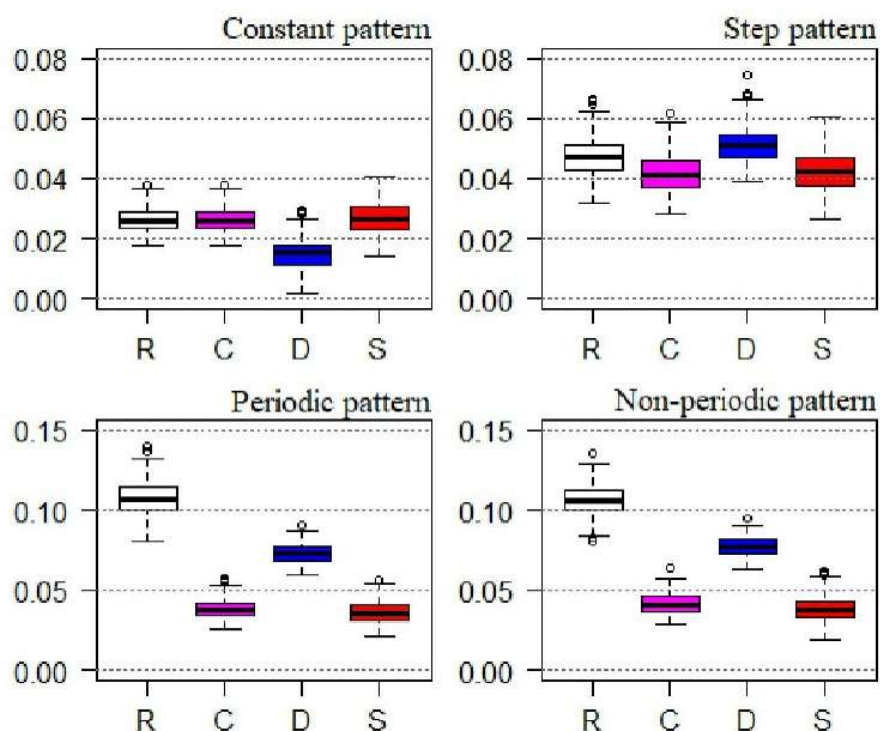 Constant pattern
0.08
0.06
0.04
0.02
0.00
R C D S
Step pattern
0.08
0.06
0.04
0.02
0.00
R C D S
Periodic pattern
0.15
0.10
0.05
0.00
R C D S
Non-periodic pattern
0.15
0.10
0.05
0.00
R C D S